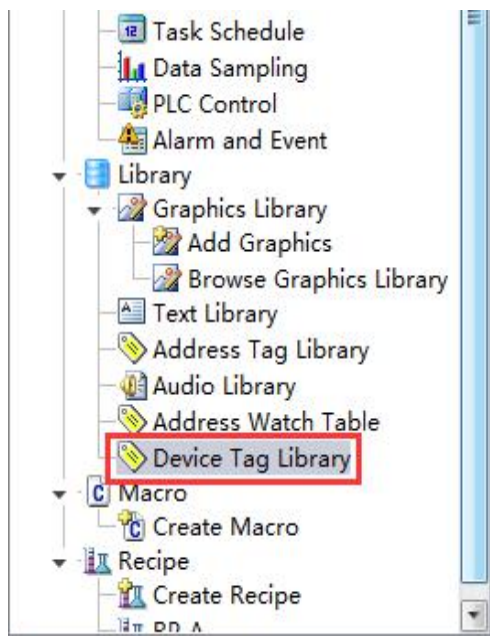 Task Schedule
Data Sampling
PLC Control
Alarm and Event
Library
Graphics Library
Add Graphics
Browse Graphics Library
Text Library
Address Tag Library
Audio Library
Address Watch Table
Device Tag Library
Macro
Create Macro
Recipe
Create Recipe